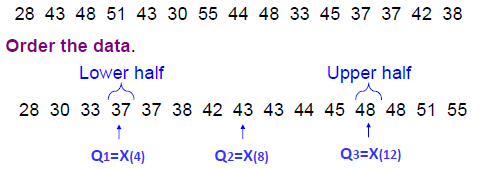 28 43 48 51 43 30 55 44 48 33 45 37 37 42 38
Order the data.
Lower half Upper half
28 30 33 37 37 38 42 43 43 44 45 48 48 51 55
Q1=X(4) Q2=X(8) Q3=X(12)